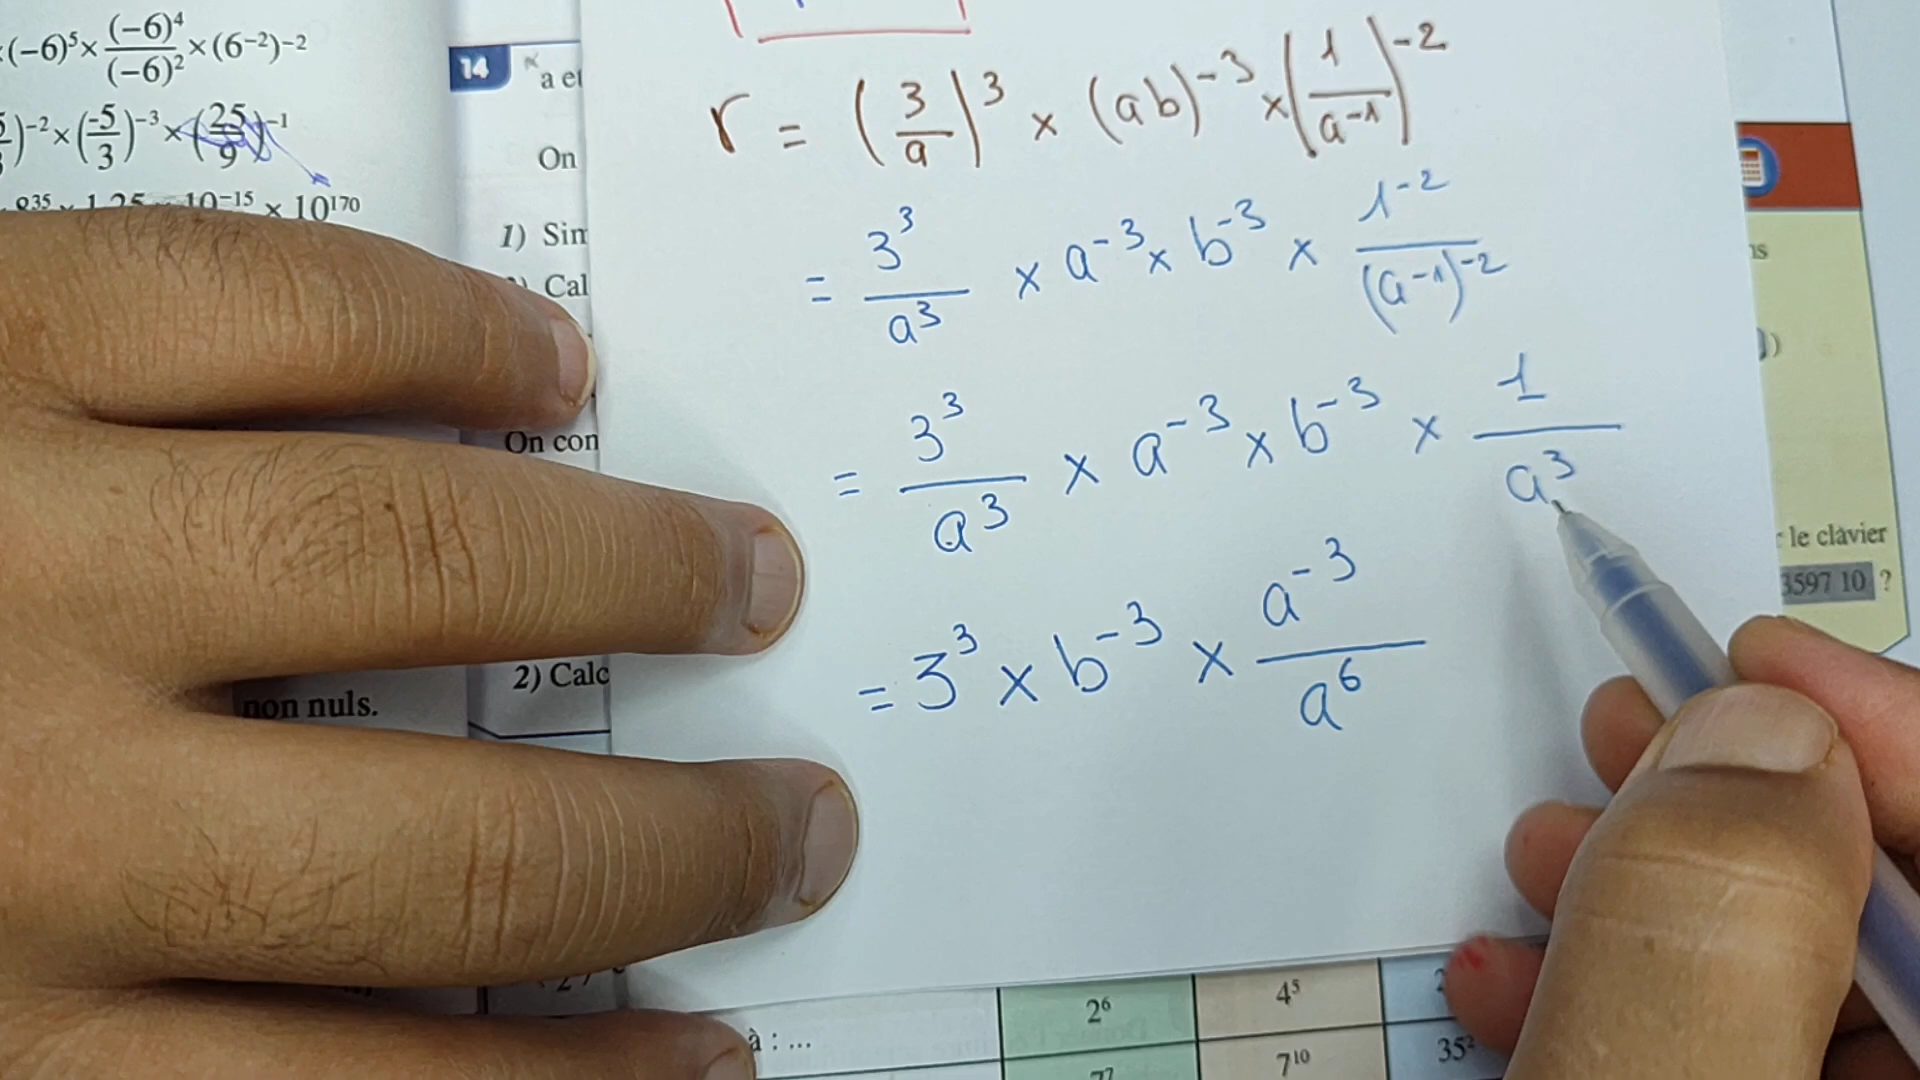 (−6)⁵ × (−6)⁴/(−6)² × (6⁻²)⁻²
)⁻² × (-5/3)⁻³ × (25/9)⁻¹
× 10¹⁷⁰
non nuls.
14
a et
On
1) Sim
Cal
On con
2) Calc
r = (3/a)³ × (ab)⁻³ × (1/a⁻¹)⁻²
= 3³/a³ × a⁻³ × b⁻³ × 1⁻²/(a⁻¹)⁻²
= 3³/a³ × a⁻³ × b⁻³ × 1/a³
= 3³ × b⁻³ × a⁻³/a⁶
le clavier
3597 10 ?
à : ...
2⁶ 4⁵
7¹⁰ 35²